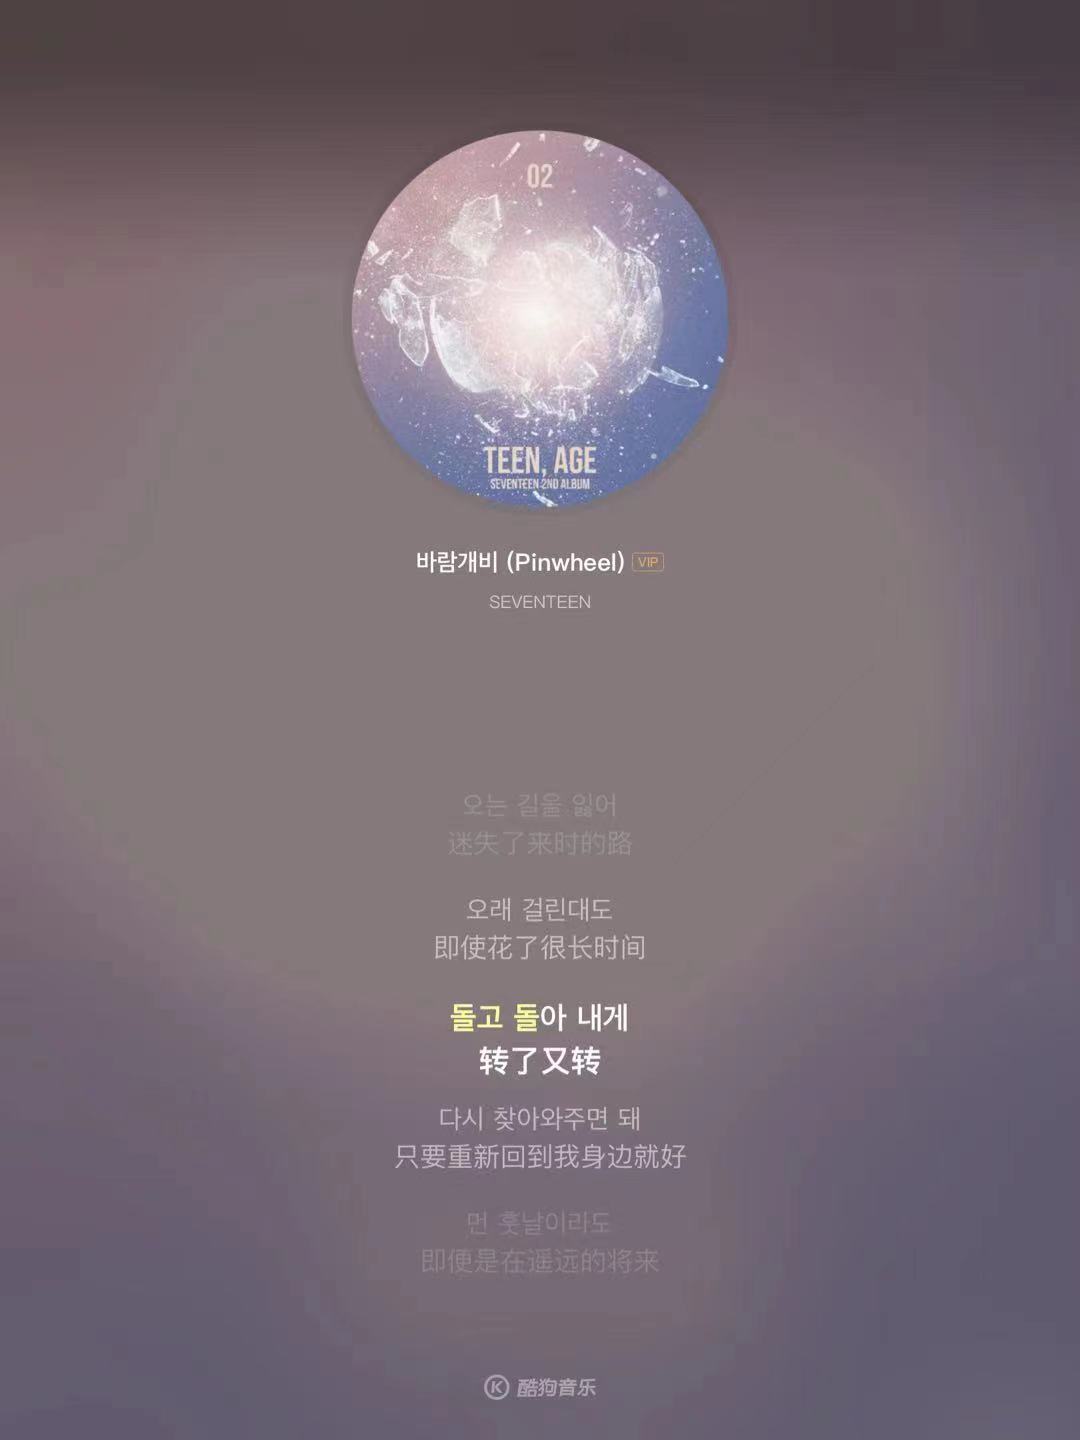 02
TEEN, AGE
SEVENTEEN 2ND ALBUM
바람개비 (Pinwheel) VIP
SEVENTEEN
오는 길을 잃어
迷失了来时的路
오래 걸린대도
即使花了很长时间
돌고 돌아 내게
转了又转
다시 찾아와주면 돼
只要重新回到我身边就好
먼 훗날이라도
即便是在遥远的将来
K 酷狗音乐